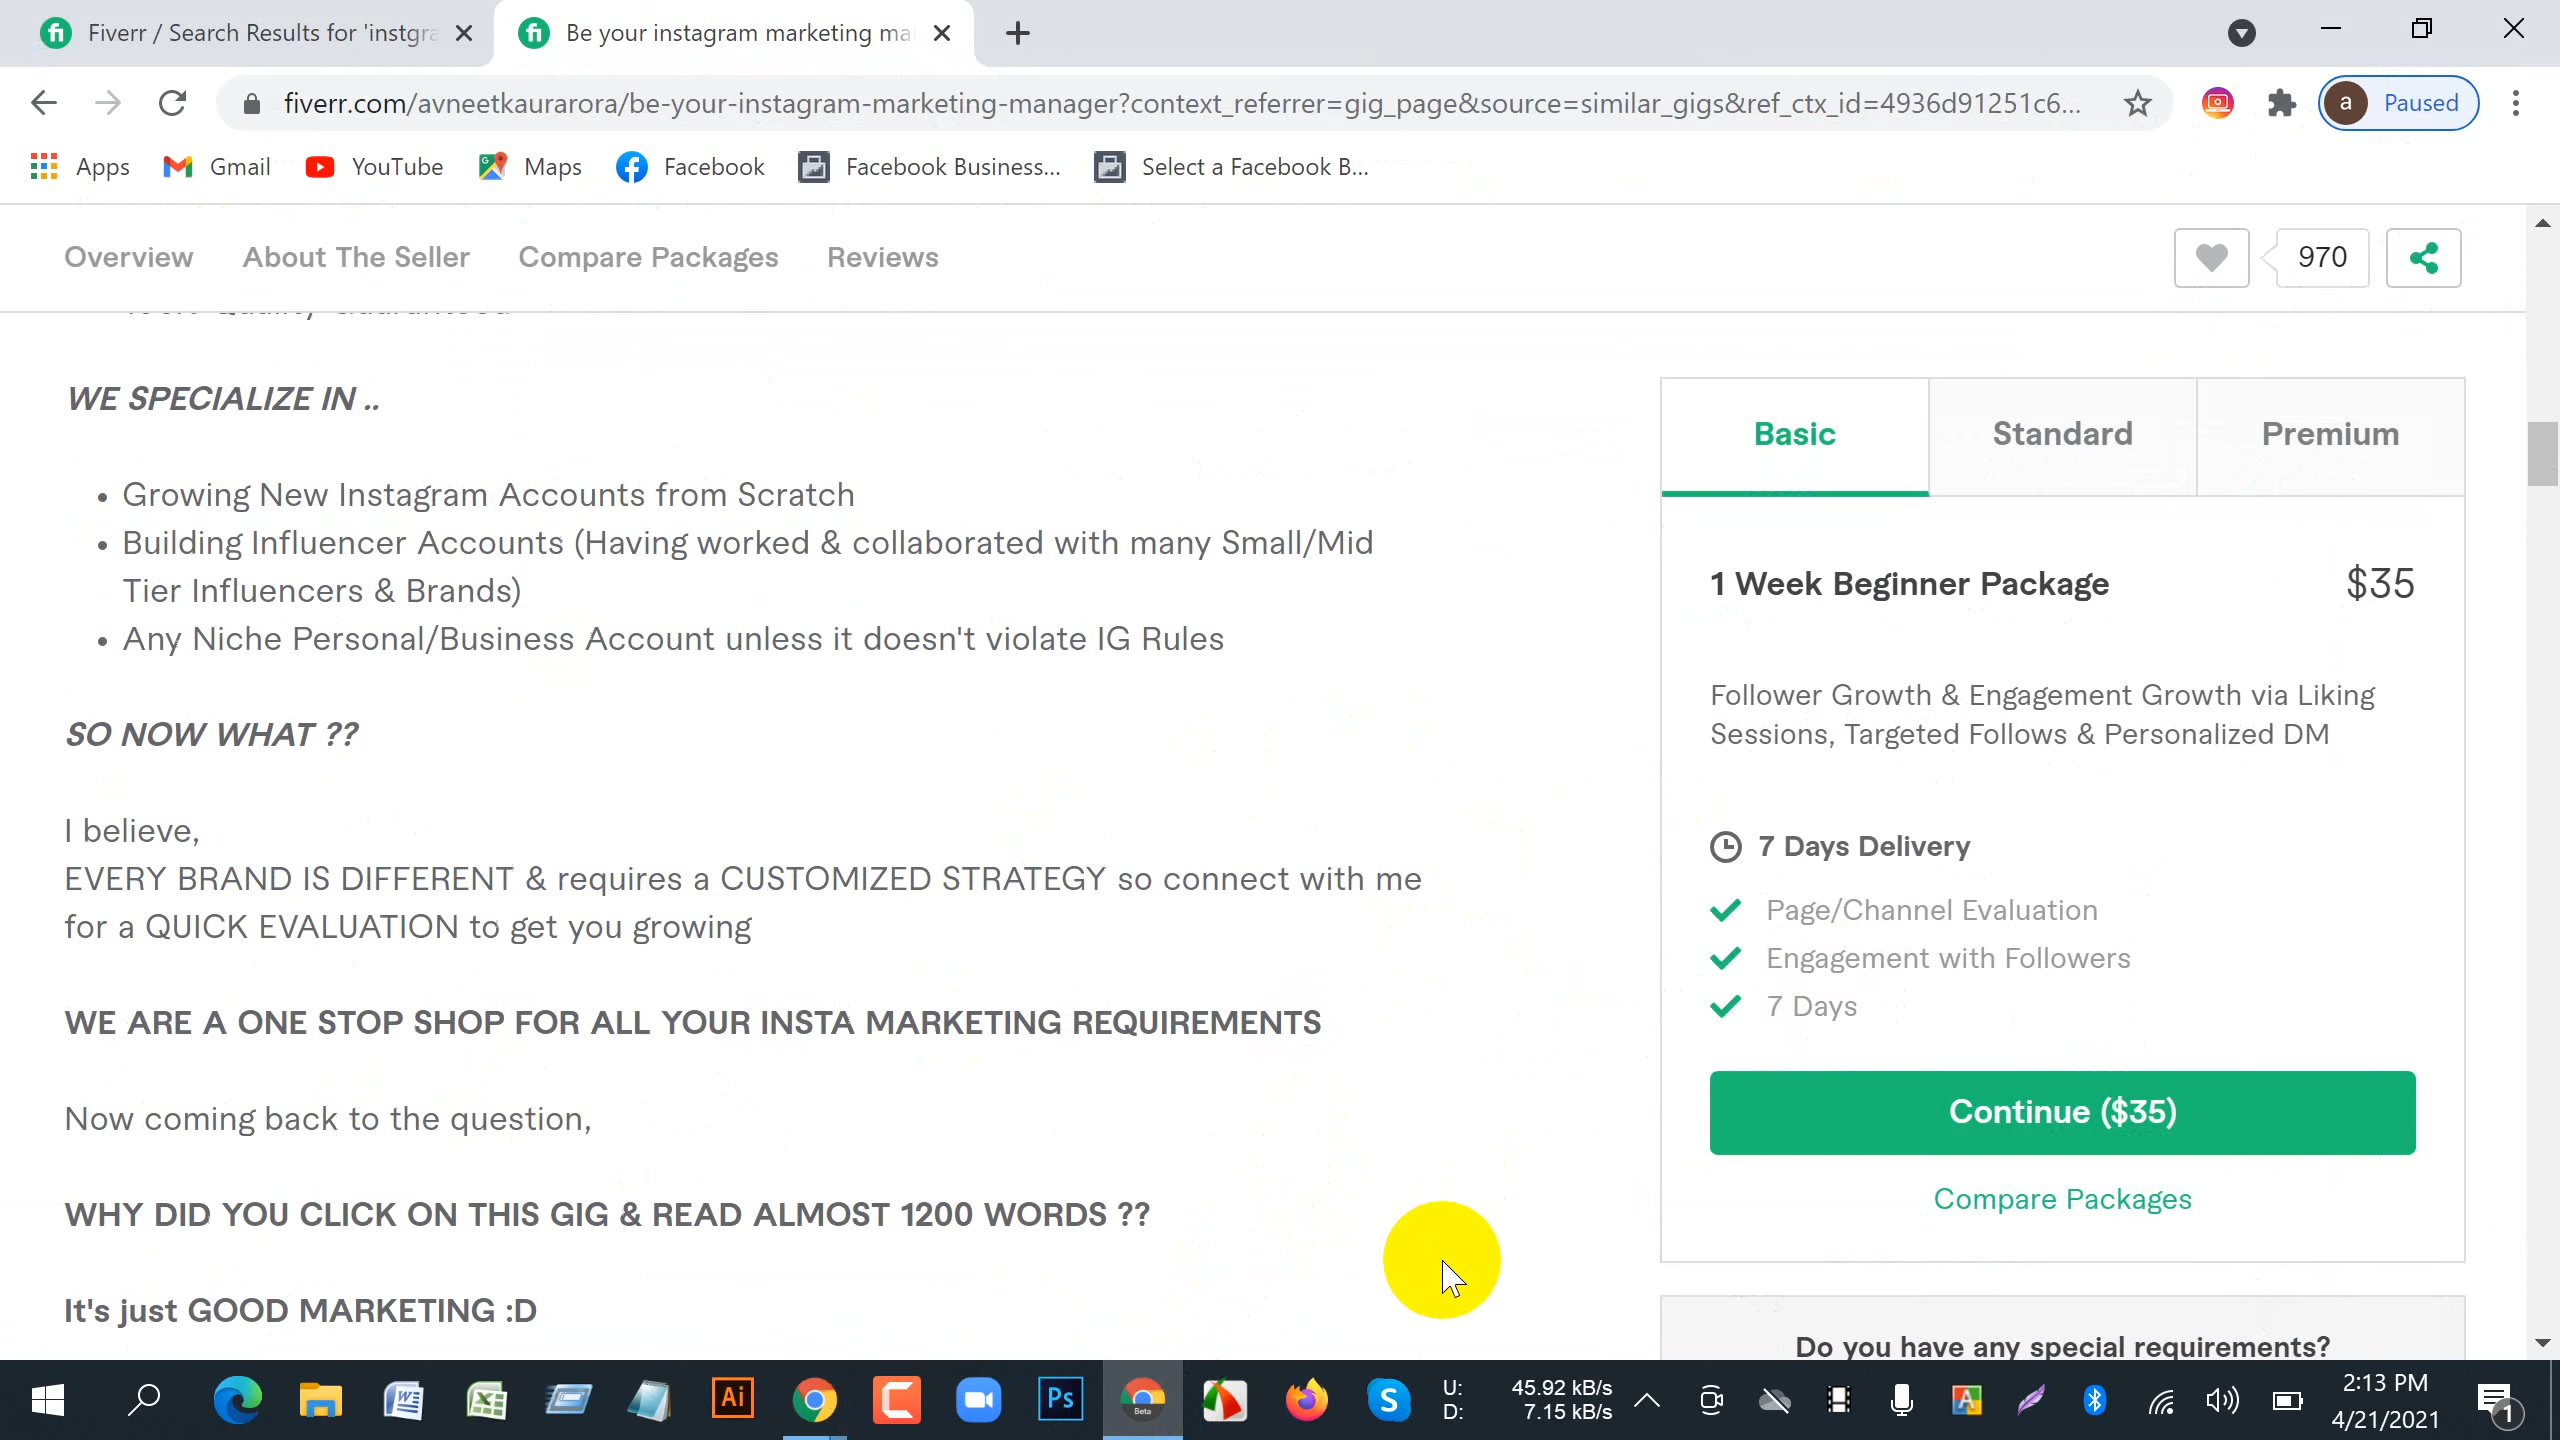 Fiverr / Search Results for 'instgra
Be your instagram marketing ma
fiverr.com/avneetkaurarora/be-your-instagram-marketing-manager?context_referrer=gig_page&source=similar_gigs&ref_ctx_id=4936d91251c6...
a Paused
Apps
Gmail
YouTube
Maps
Facebook
Facebook Business...
Select a Facebook B...
Overview
About The Seller
Compare Packages
Reviews
970
WE SPECIALIZE IN ..
• Growing New Instagram Accounts from Scratch
• Building Influencer Accounts (Having worked & collaborated with many Small/Mid
Tier Influencers & Brands)
• Any Niche Personal/Business Account unless it doesn't violate IG Rules
SO NOW WHAT ??
I believe,
EVERY BRAND IS DIFFERENT & requires a CUSTOMIZED STRATEGY so connect with me
for a QUICK EVALUATION to get you growing
WE ARE A ONE STOP SHOP FOR ALL YOUR INSTA MARKETING REQUIREMENTS
Now coming back to the question,
WHY DID YOU CLICK ON THIS GIG & READ ALMOST 1200 WORDS ??
It's just GOOD MARKETING :D
Basic
Standard
Premium
1 Week Beginner Package $35
Follower Growth & Engagement Growth via Liking
Sessions, Targeted Follows & Personalized DM
7 Days Delivery
Page/Channel Evaluation
Engagement with Followers
7 Days
Continue ($35)
Compare Packages
Do you have any special requirements?
Ai
Ps
Beta
U: 45.92 kB/s
D: 7.15 kB/s
2:13 PM
4/21/2021
1